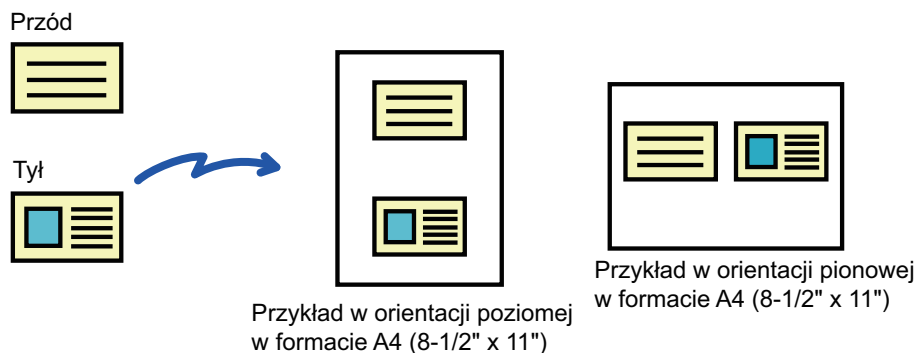 Przód
Tył
Przykład w orientacji poziomej
w formacie A4 (8-1/2" x 11")
Przykład w orientacji pionowej
w formacie A4 (8-1/2" x 11")